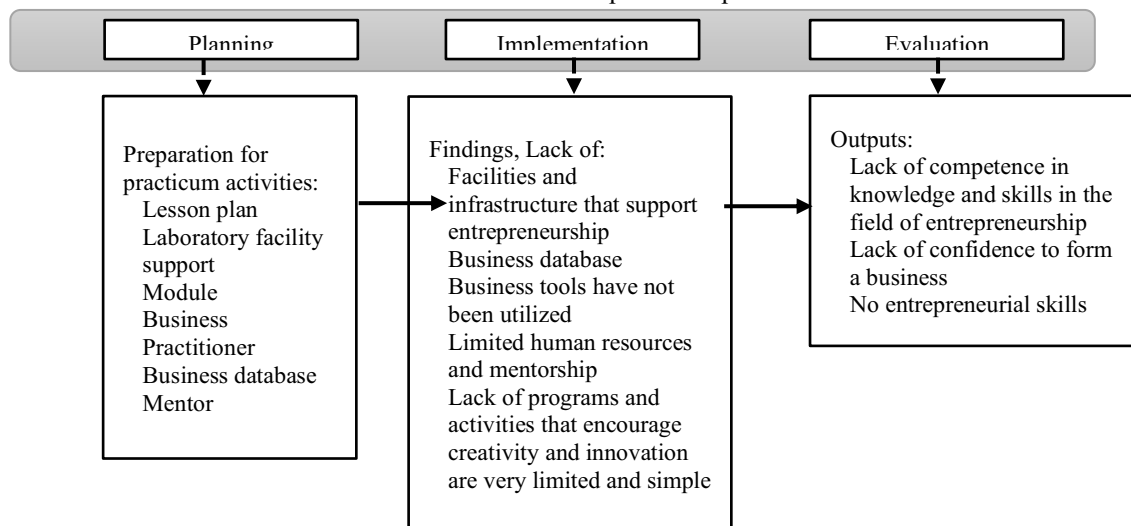 Planning
Implementation
Evaluation
Preparation for
practicum activities:
Lesson plan
Laboratory facility
support
Module
Business
Practitioner
Business database
Mentor
Findings, Lack of:
Facilities and
infrastructure that support
entrepreneurship
Business database
Business tools have not
been utilized
Limited human resources
and mentorship
Lack of programs and
activities that encourage
creativity and innovation
are very limited and simple
Outputs:
Lack of competence in
knowledge and skills in the
field of entrepreneurship
Lack of confidence to form
a business
No entrepreneurial skills